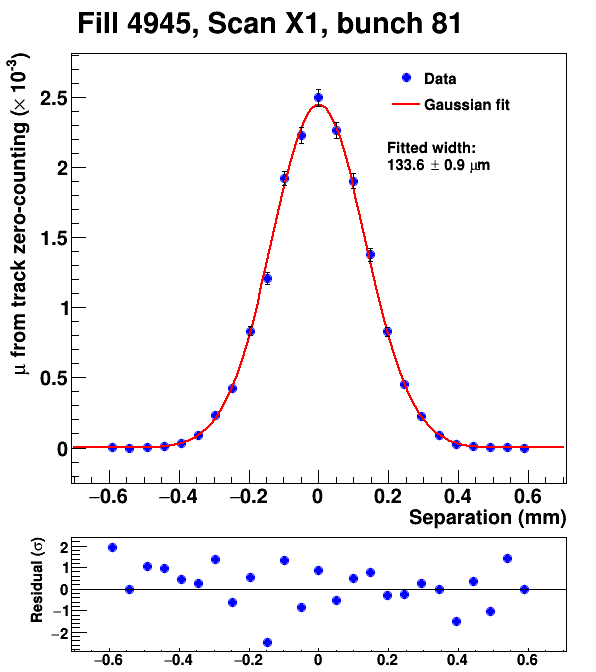 Fill 4945, Scan X1, bunch 81
μ from track zero-counting (× 10⁻³)
2.5
2
1.5
1
0.5
0
Data
Gaussian fit
Fitted width:
133.6 ± 0.9 μm
−0.6 −0.4 −0.2 0 0.2 0.4 0.6
Separation (mm)
Residual (σ)
2
1
0
−1
−2
−0.6 −0.4 −0.2 0 0.2 0.4 0.6